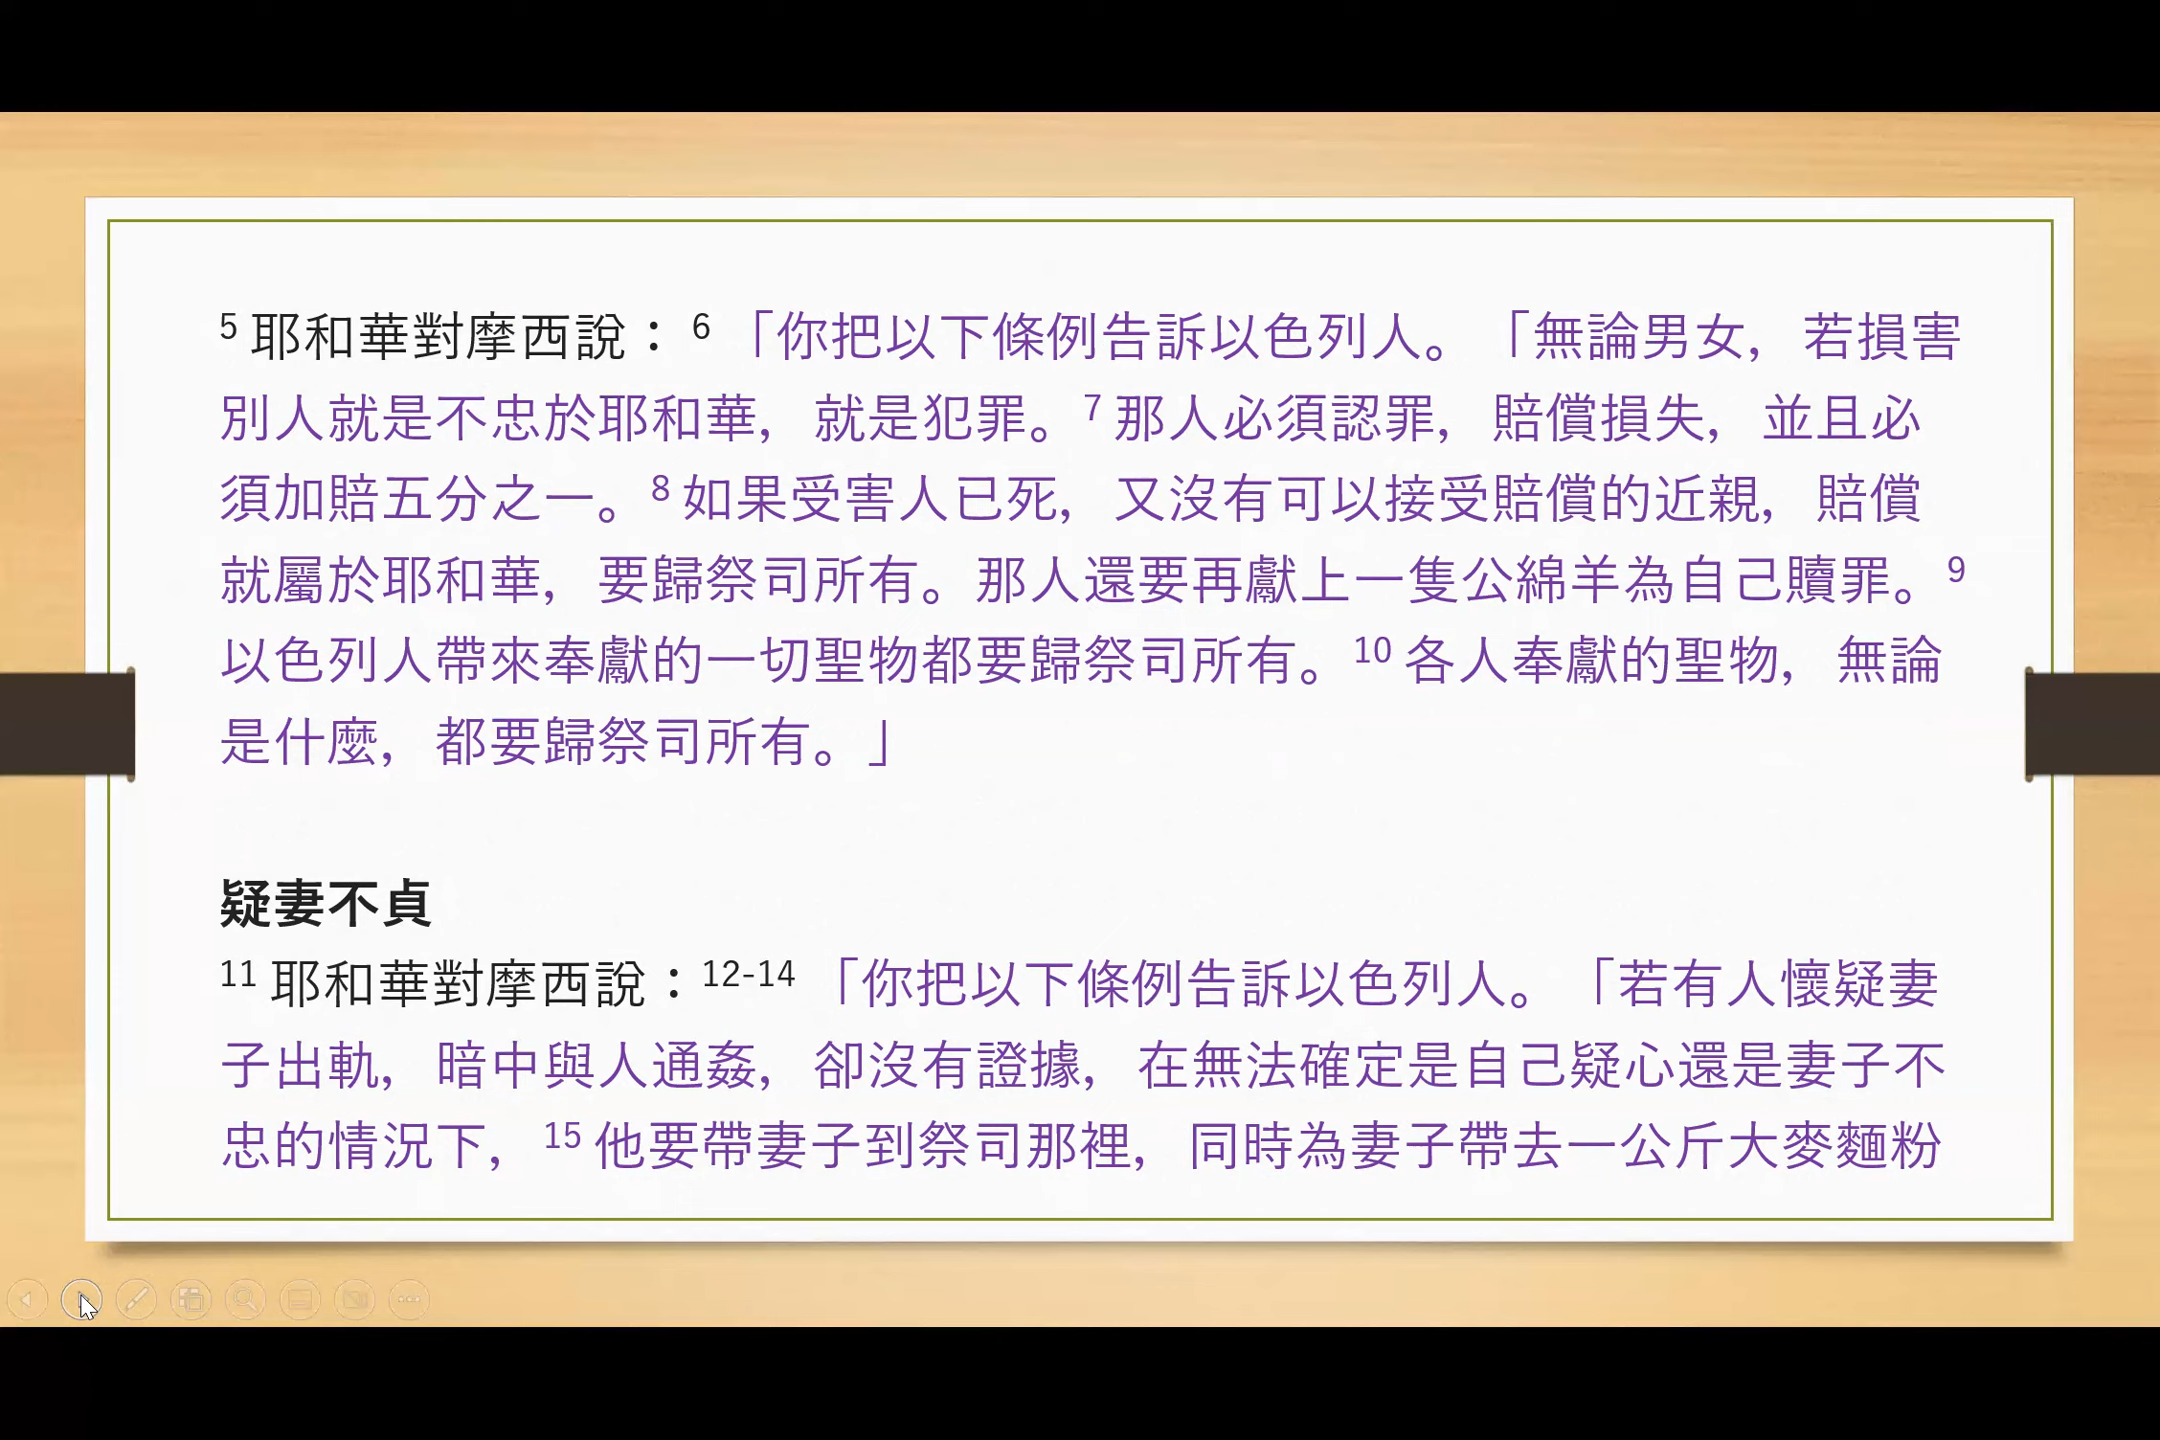 5 耶和華對摩西說：6 「你把以下條例告訴以色列人。 「無論男女，若損害
別人就是不忠於耶和華，就是犯罪。7 那人必須認罪，賠償損失，並且必
須加賠五分之一。8 如果受害人已死，又沒有可以接受賠償的近親，賠償
就屬於耶和華，要歸祭司所有。那人還要再獻上一隻公綿羊為自己贖罪。9
以色列人帶來奉獻的一切聖物都要歸祭司所有。10 各人奉獻的聖物，無論
是什麼，都要歸祭司所有。」
疑妻不貞
11 耶和華對摩西說：12-14 「你把以下條例告訴以色列人。 「若有人懷疑妻
子出軌，暗中與人通姦，卻沒有證據，在無法確定是自己疑心還是妻子不
忠的情況下，15 他要帶妻子到祭司那裡，同時為妻子帶去一公斤大麥麵粉